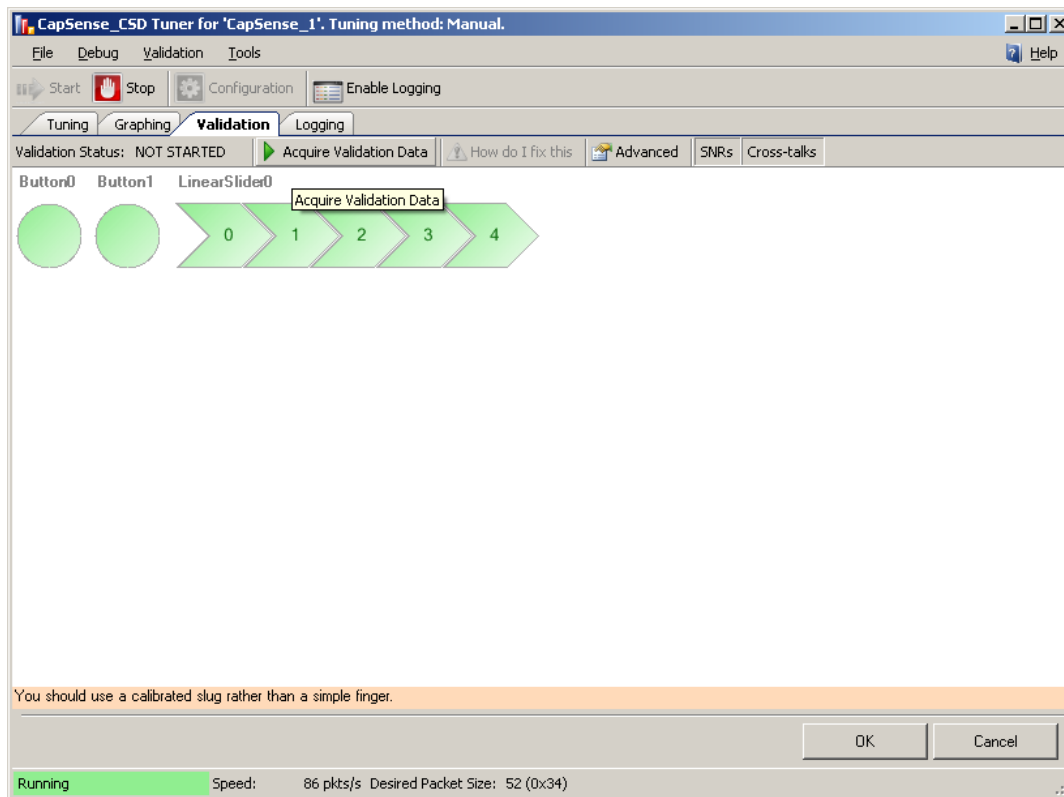 CapSense_CSD Tuner for 'CapSense_1'. Tuning method: Manual.
File Debug Validation Tools Help
Start Stop Configuration Enable Logging
Tuning Graphing Validation Logging
Validation Status: NOT STARTED Acquire Validation Data How do I fix this Advanced SNRs Cross-talks
Button0 Button1 LinearSlider0
Acquire Validation Data
0 1 2 3 4
You should use a calibrated slug rather than a simple finger.
OK Cancel
Running Speed: 86 pkts/s Desired Packet Size: 52 (0x34)